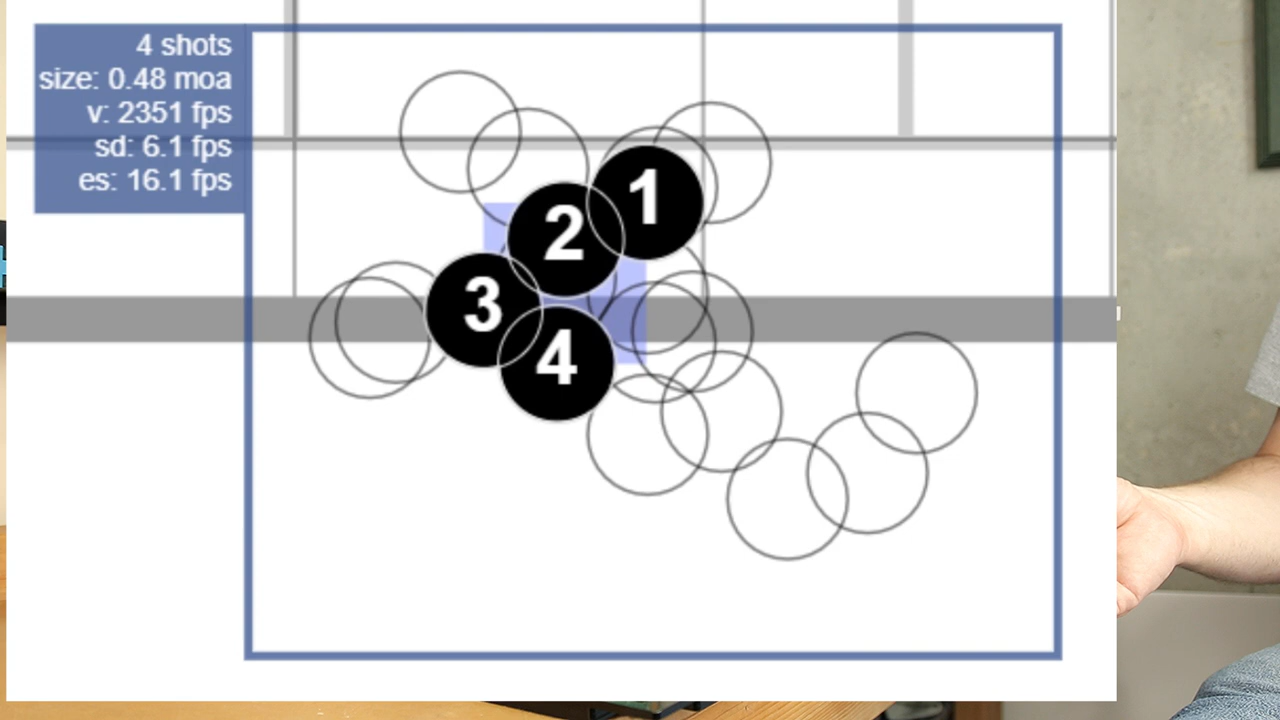 4 shots
size: 0.48 moa
v: 2351 fps
sd: 6.1 fps
es: 16.1 fps
1
2
3
4